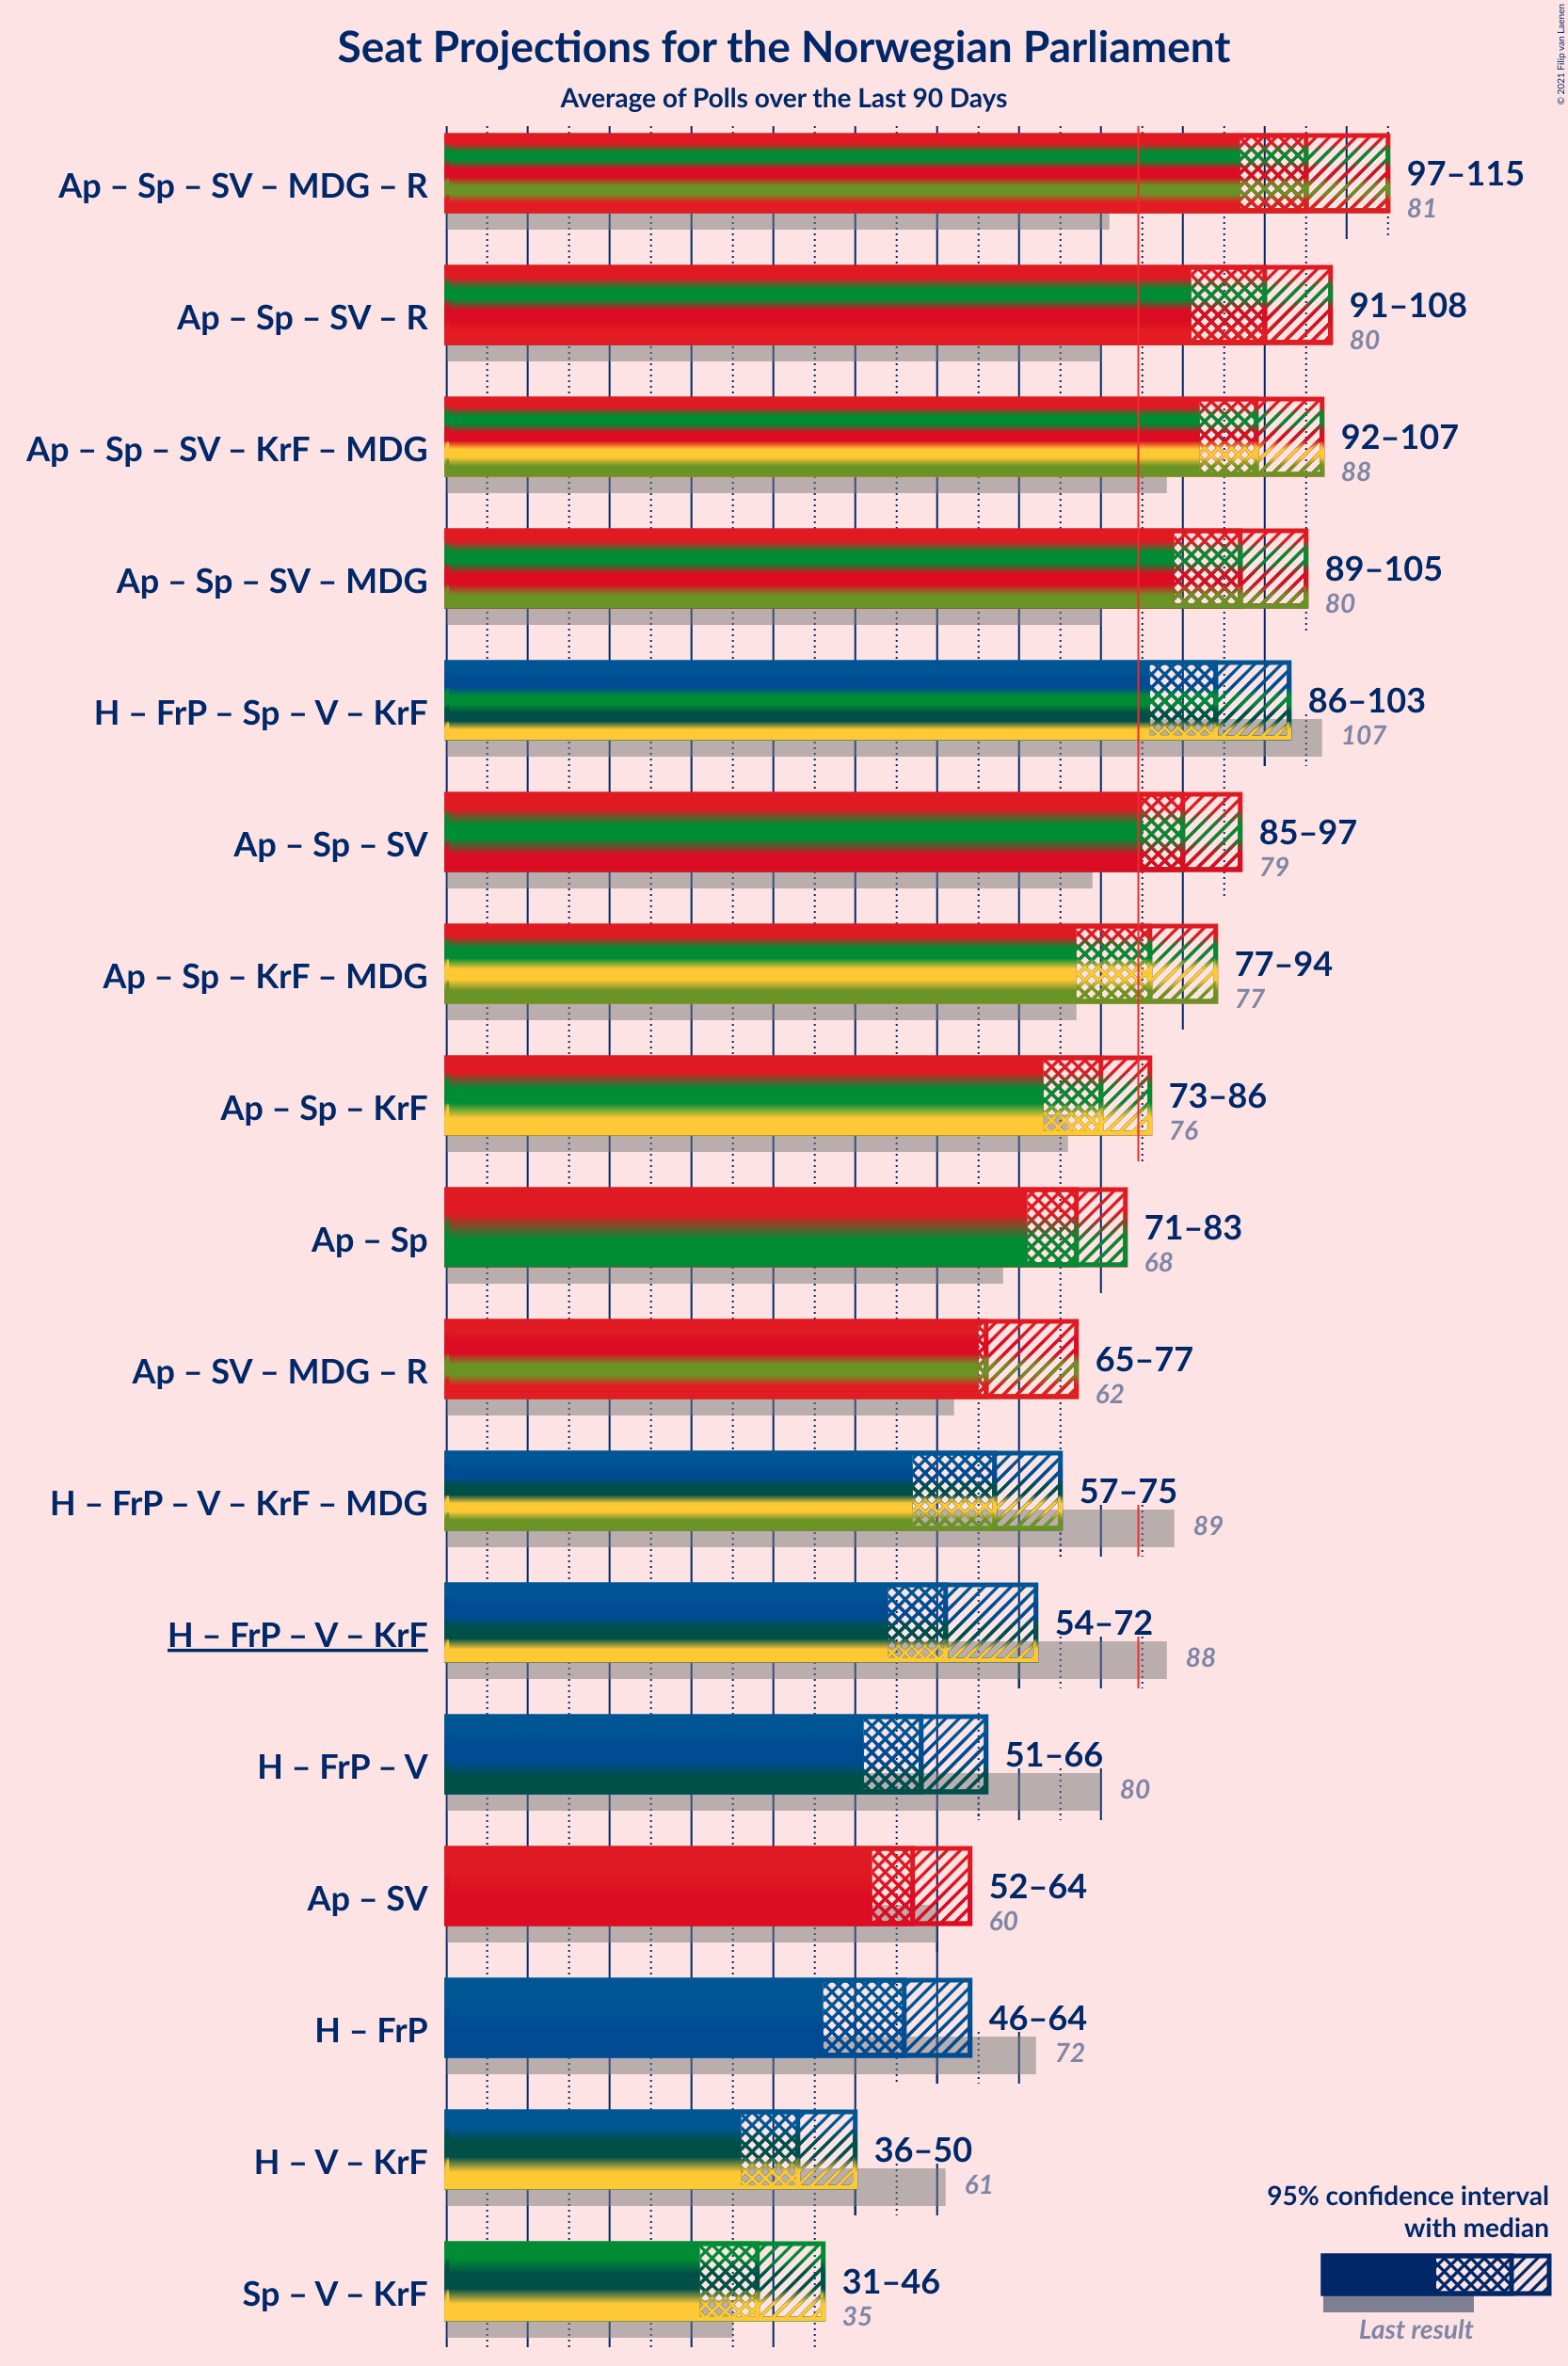 © 2021 Filip van Laenen
Seat Projections for the Norwegian Parliament
Average of Polls over the Last 90 Days
Ap – Sp – SV – MDG – R
97–115
81
Ap – Sp – SV – R
91–108
80
Ap – Sp – SV – KrF – MDG
92–107
88
Ap – Sp – SV – MDG
89–105
80
H – FrP – Sp – V – KrF
86–103
107
Ap – Sp – SV
85–97
79
Ap – Sp – KrF – MDG
77–94
77
Ap – Sp – KrF
73–86
76
Ap – Sp
71–83
68
Ap – SV – MDG – R
65–77
62
H – FrP – V – KrF – MDG
57–75
89
H – FrP – V – KrF
54–72
88
H – FrP – V
51–66
80
Ap – SV
52–64
60
H – FrP
46–64
72
H – V – KrF
36–50
61
Sp – V – KrF
31–46
35
95% confidence interval
with median
Last result